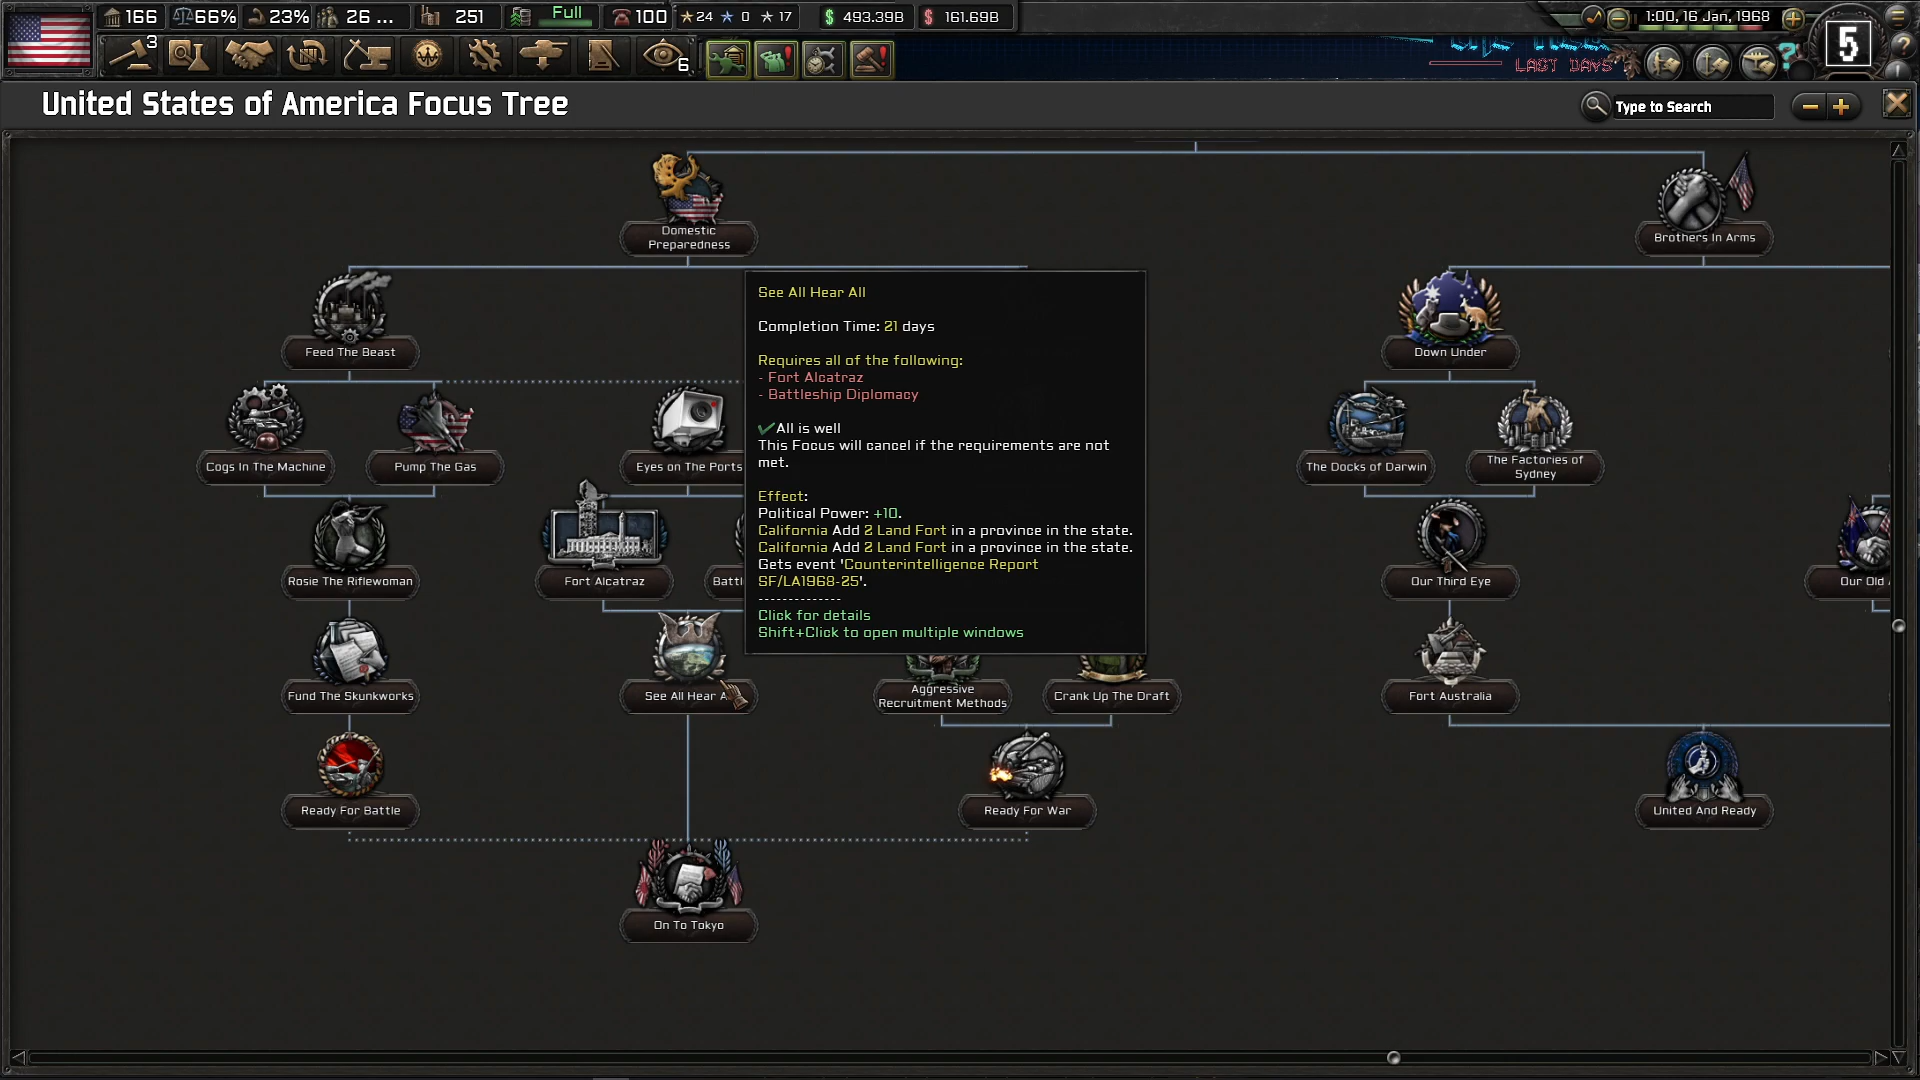 166
66%
23%
26 ...
251
Full
100
24
0
17
493.39B
161.69B
1:00, 16 Jan, 1968
3
6
5
LAST DAYS
United States of America Focus Tree
Type to Search
Domestic
Preparedness
Brothers In Arms
Feed The Beast
Down Under
Cogs In The Machine
Pump The Gas
Eyes on The Ports
The Docks of Darwin
The Factories of
Sydney
Rosie The Riflewoman
Fort Alcatraz
Battl
Our Third Eye
Our Old
Fund The Skunkworks
See All Hear A
Aggressive
Recruitment Methods
Crank Up The Draft
Fort Australia
Ready For Battle
Ready For War
United And Ready
On To Tokyo
See All Hear All
Completion Time: 21 days
Requires all of the following:
- Fort Alcatraz
- Battleship Diplomacy
All is well
This Focus will cancel if the requirements are not
met.
Effect:
Political Power: +10.
California Add 2 Land Fort in a province in the state.
California Add 2 Land Fort in a province in the state.
Gets event 'Counterintelligence Report
SF/LA1968-25'.
--------------
Click for details
Shift+Click to open multiple windows